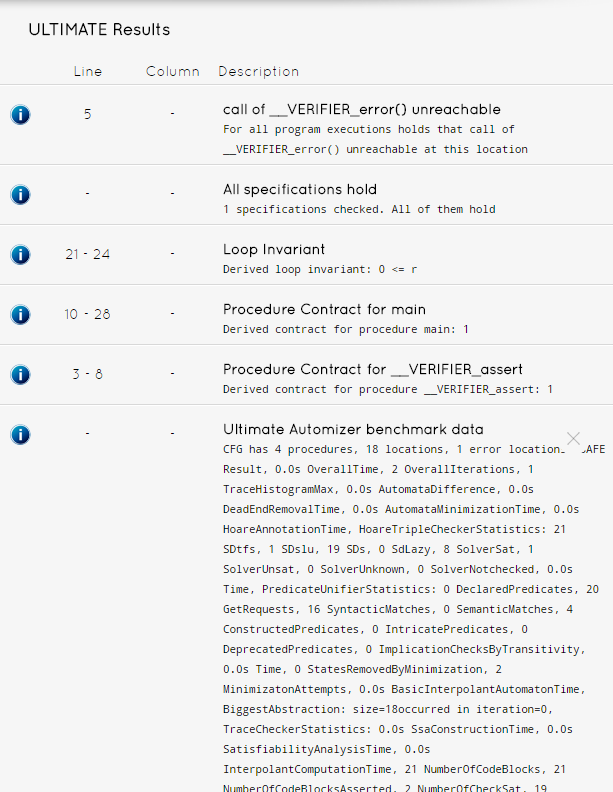 ULTIMATE Results
Line Column Description
5 - call of __VERIFIER_error() unreachable
For all program executions holds that call of
__VERIFIER_error() unreachable at this location
- - All specifications hold
1 specifications checked. All of them hold
21 - 24 - Loop Invariant
Derived loop invariant: 0 <= r
10 - 28 - Procedure Contract for main
Derived contract for procedure main: 1
3 - 8 - Procedure Contract for __VERIFIER_assert
Derived contract for procedure __VERIFIER_assert: 1
- - Ultimate Automizer benchmark data
CFG has 4 procedures, 18 locations, 1 error location
Result, 0.0s OverallTime, 2 OverallIterations, 1
TraceHistogramMax, 0.0s AutomataDifference, 0.0s
DeadEndRemovalTime, 0.0s AutomataMinimizationTime, 0.0s
HoareAnnotationTime, HoareTripleCheckerStatistics: 21
SDtfs, 1 SDslu, 19 SDs, 0 SdLazy, 8 SolverSat, 1
SolverUnsat, 0 SolverUnknown, 0 SolverNotchecked, 0.0s
Time, PredicateUnifierStatistics: 0 DeclaredPredicates, 20
GetRequests, 16 SyntacticMatches, 0 SemanticMatches, 4
ConstructedPredicates, 0 IntricatePredicates, 0
DeprecatedPredicates, 0 ImplicationChecksByTransitivity,
0.0s Time, 0 StatesRemovedByMinimization, 2
MinimizatonAttempts, 0.0s BasicInterpolantAutomatonTime,
BiggestAbstraction: size=18occurred in iteration=0,
TraceCheckerStatistics: 0.0s SsaConstructionTime, 0.0s
SatisfiabilityAnalysisTime, 0.0s
InterpolantComputationTime, 21 NumberOfCodeBlocks, 21
NumberOfCodeBlocksAsserted, 2 NumberOfCheckSat, 19